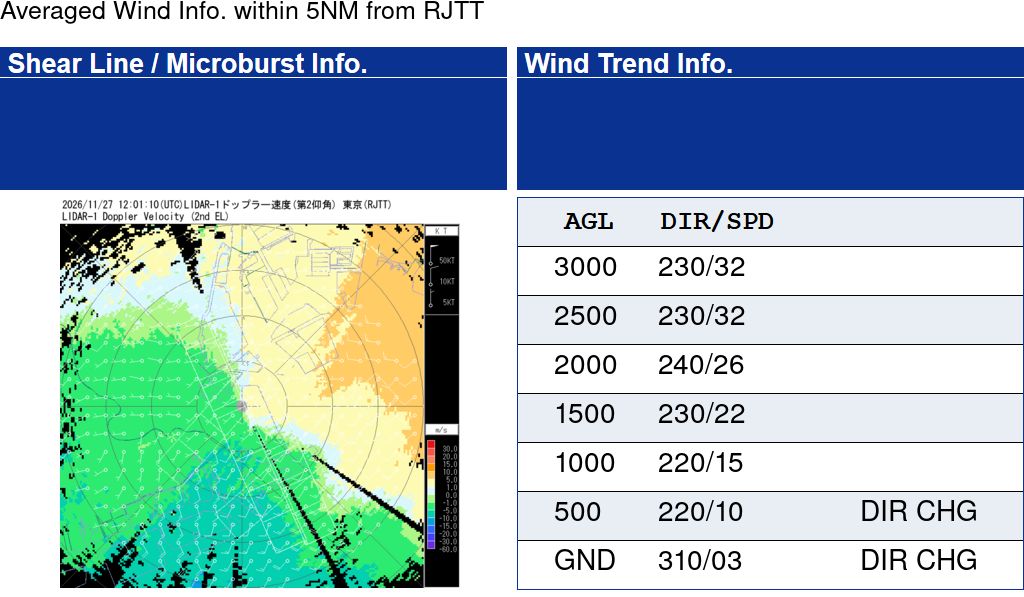 Averaged Wind Info. within 5NM from RJTT
Shear Line / Microburst Info.
Wind Trend Info.
2026/11/27 12:01:10(UTC)LIDAR-1ドップラー速度(第2仰角) 東京(RJTT)
LIDAR-1 Doppler Velocity (2nd EL)
K T
50KT
10KT
5KT
m/s
30.0
20.0
15.0
10.0
5.0
1.0
0.0
-1.0
-5.0
-10.0
-15.0
-20.0
-30.0
-60.0
AGL DIR/SPD
3000 230/32
2500 230/32
2000 240/26
1500 230/22
1000 220/15
500 220/10 DIR CHG
GND 310/03 DIR CHG